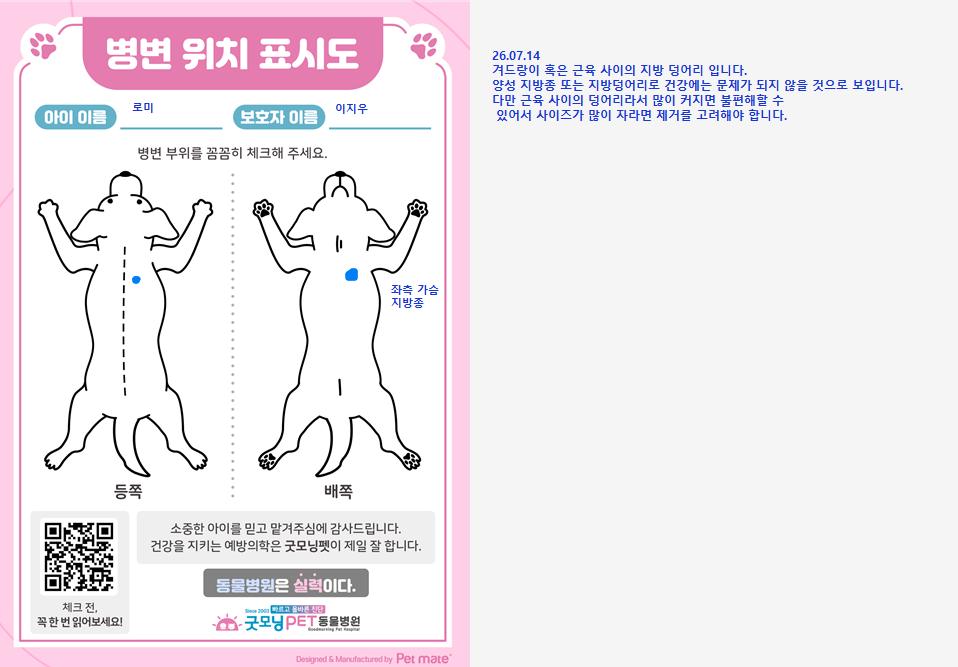 병변 위치 표시도
아이 이름 로미
보호자 이름 이지우
병변 부위를 꼼꼼히 체크해 주세요.
좌측 가슴
지방종
등쪽
배쪽
체크 전,
꼭 한 번 읽어보세요!
소중한 아이를 믿고 맡겨주심에 감사드립니다.
건강을 지키는 예방의학은 굿모닝펫이 제일 잘 합니다.
동물병원은 실력이다.
Since 2003 빠르고 올바른 진단
굿모닝PET동물병원
Goodmorning Pet Hospital
Designed & Manufactured by Pet mate
26.07.14
겨드랑이 혹은 근육 사이의 지방 덩어리 입니다.
양성 지방종 또는 지방덩어리로 건강에는 문제가 되지 않을 것으로 보입니다.
다만 근육 사이의 덩어리라서 많이 커지면 불편해할 수
있어서 사이즈가 많이 자라면 제거를 고려해야 합니다.